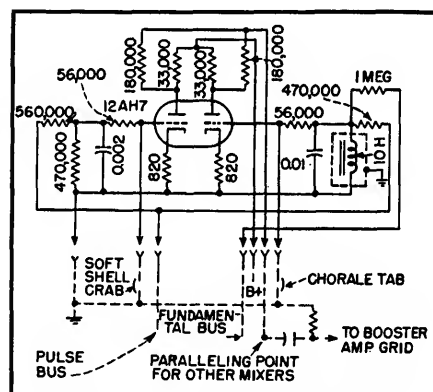 180,000
33,000
33,000
180,000
56,000
560,000
12AH7
470,000
0.002
820
820
56,000
0.01
1 MEG
470,000
10 H
SOFT
SHELL
CRAB
FUNDAMEN-
TAL BUS
B+
CHORALE TAB
PULSE
BUS
PARALLELING POINT
FOR OTHER MIXERS
TO BOOSTER
AMP GRID